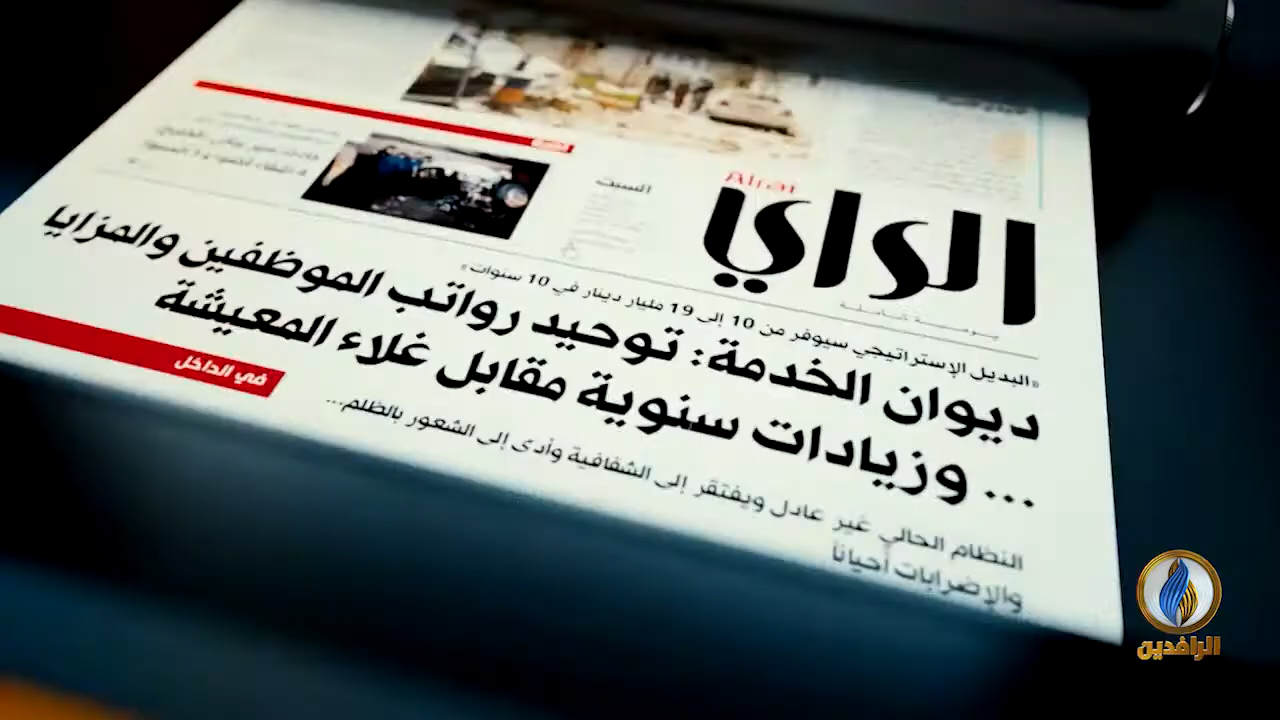 Alrai
الراي
السبت
يومية شاملة
«البديل الإستراتيجي سيوفر من 10 إلى 19 مليار دينار في 10 سنوات»
ديوان الخدمة: توحيد رواتب الموظفين والمزايا
... وزيادات سنوية مقابل غلاء المعيشة
النظام الحالي غير عادل ويفتقر إلى الشفافية وأدى إلى الشعور بالظلم...
والإضرابات أحياناً
في الداخل
الرافدين